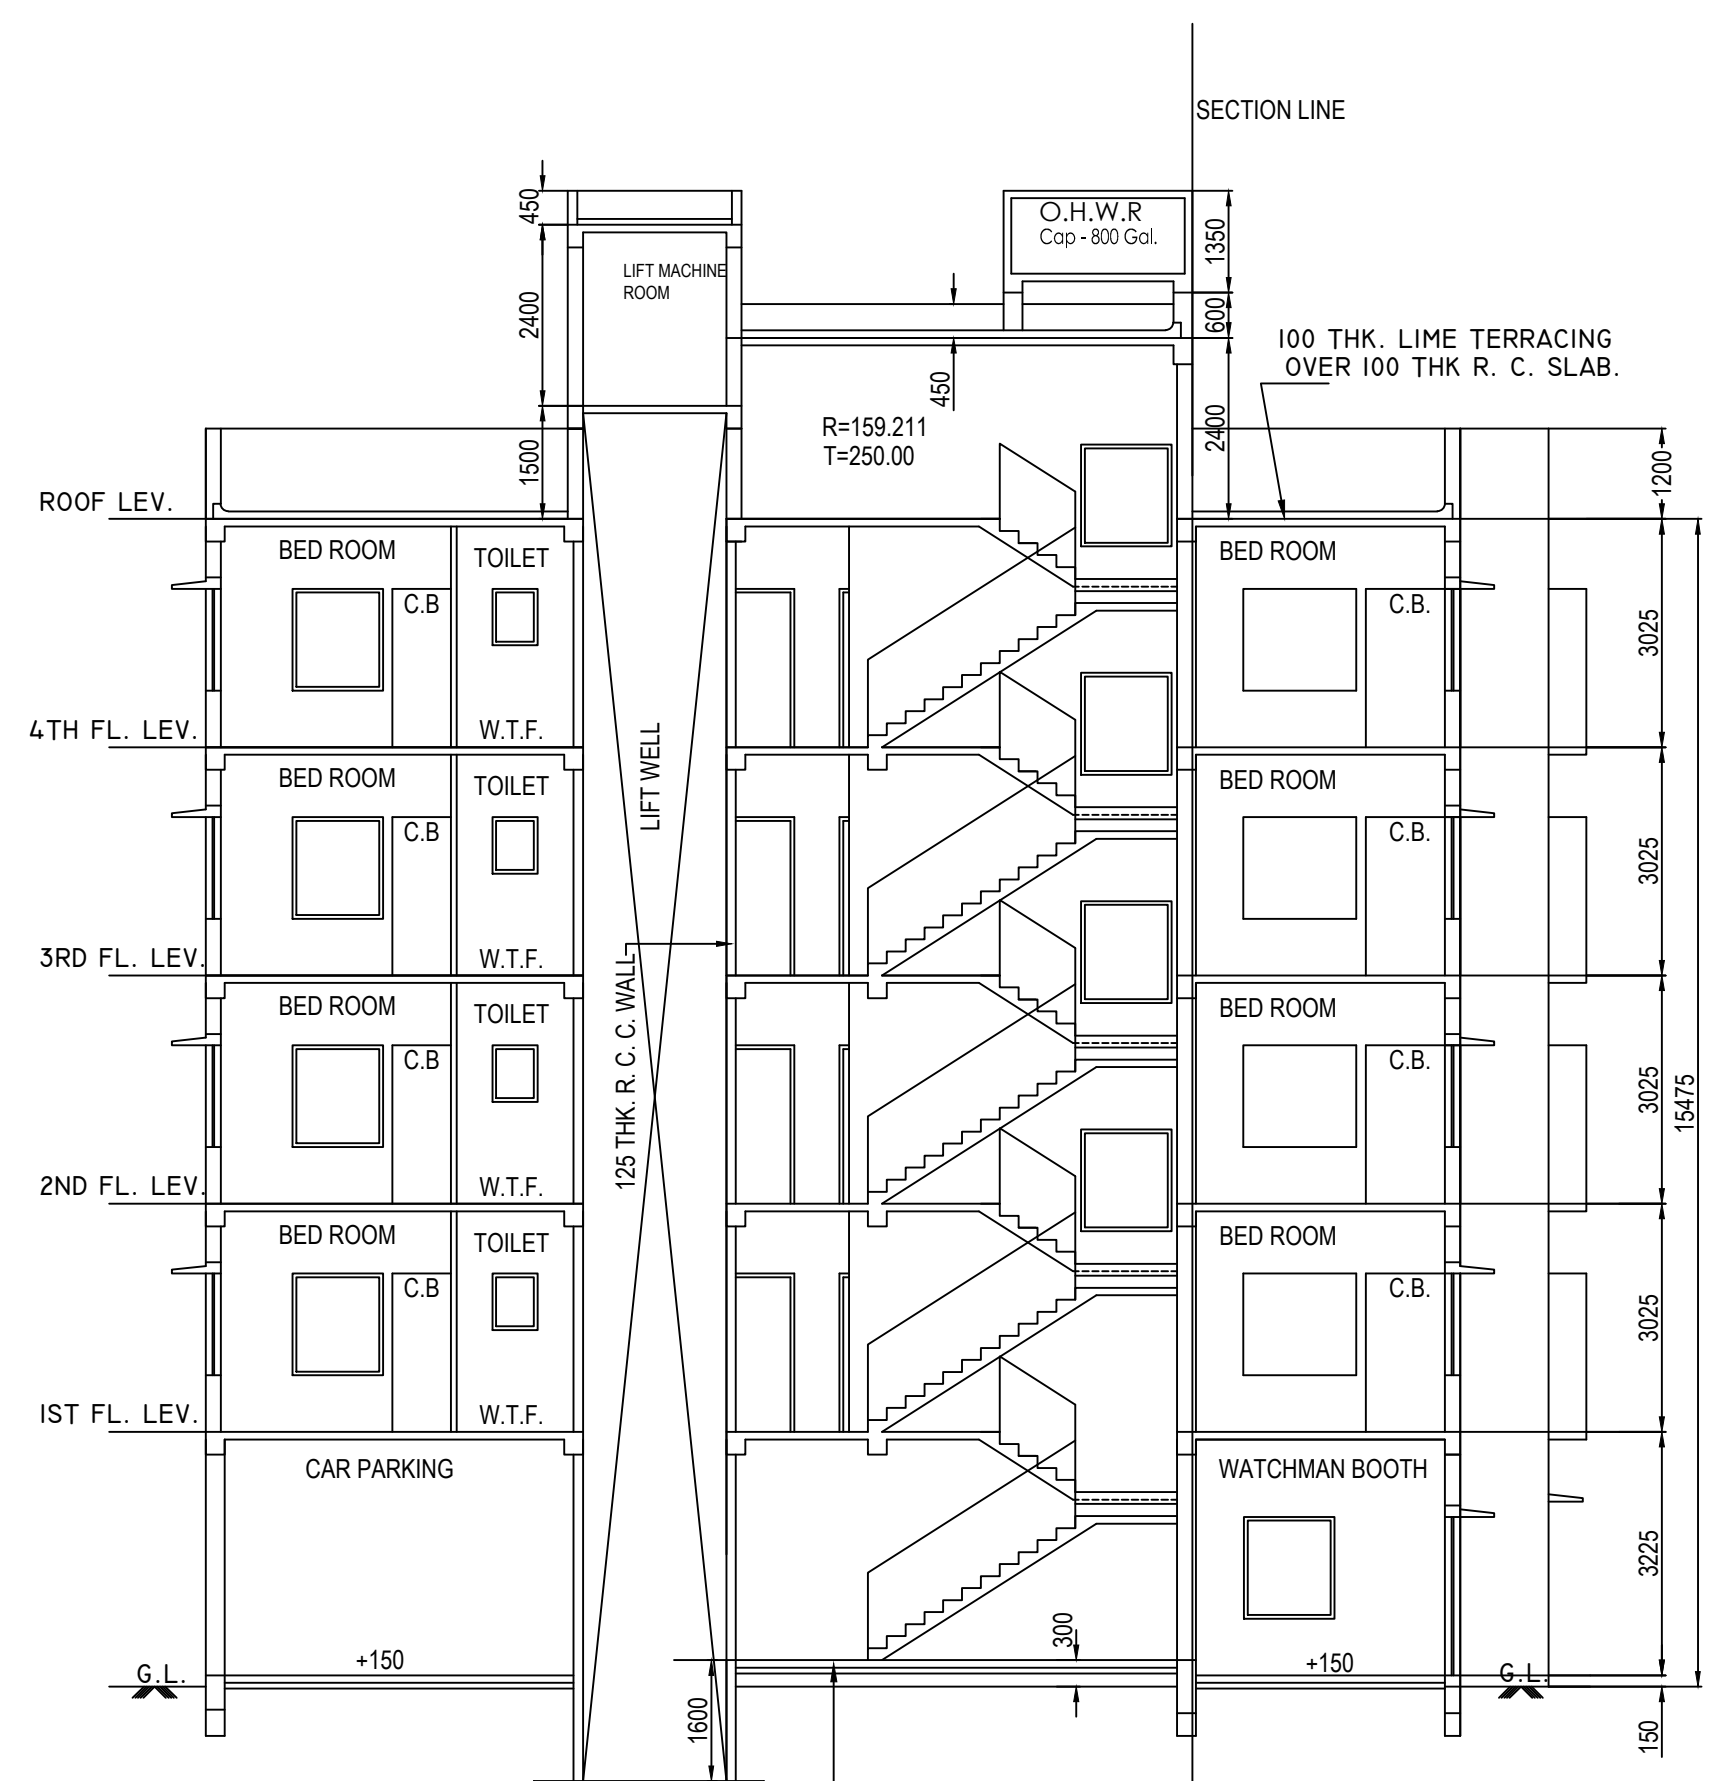 SECTION LINE
450
O.H.W.R
Cap - 800 Gal.
1350
LIFT MACHINE
ROOM
2400
600
100 THK. LIME TERRACING
OVER 100 THK R. C. SLAB.
450
R=159.211
T=250.00
2400
1500
1200
ROOF LEV.
BED ROOM
TOILET
BED ROOM
C.B
C.B.
3025
4TH FL. LEV.
W.T.F.
LIFT WELL
BED ROOM
TOILET
BED ROOM
C.B
C.B.
3025
3RD FL. LEV.
W.T.F.
125 THK. R. C. C. WALL
BED ROOM
TOILET
BED ROOM
C.B
C.B.
3025
15475
2ND FL. LEV.
W.T.F.
BED ROOM
TOILET
BED ROOM
C.B
C.B.
3025
1ST FL. LEV.
W.T.F.
CAR PARKING
WATCHMAN BOOTH
3225
300
+150
+150
G.L.
G.L.
1600
150